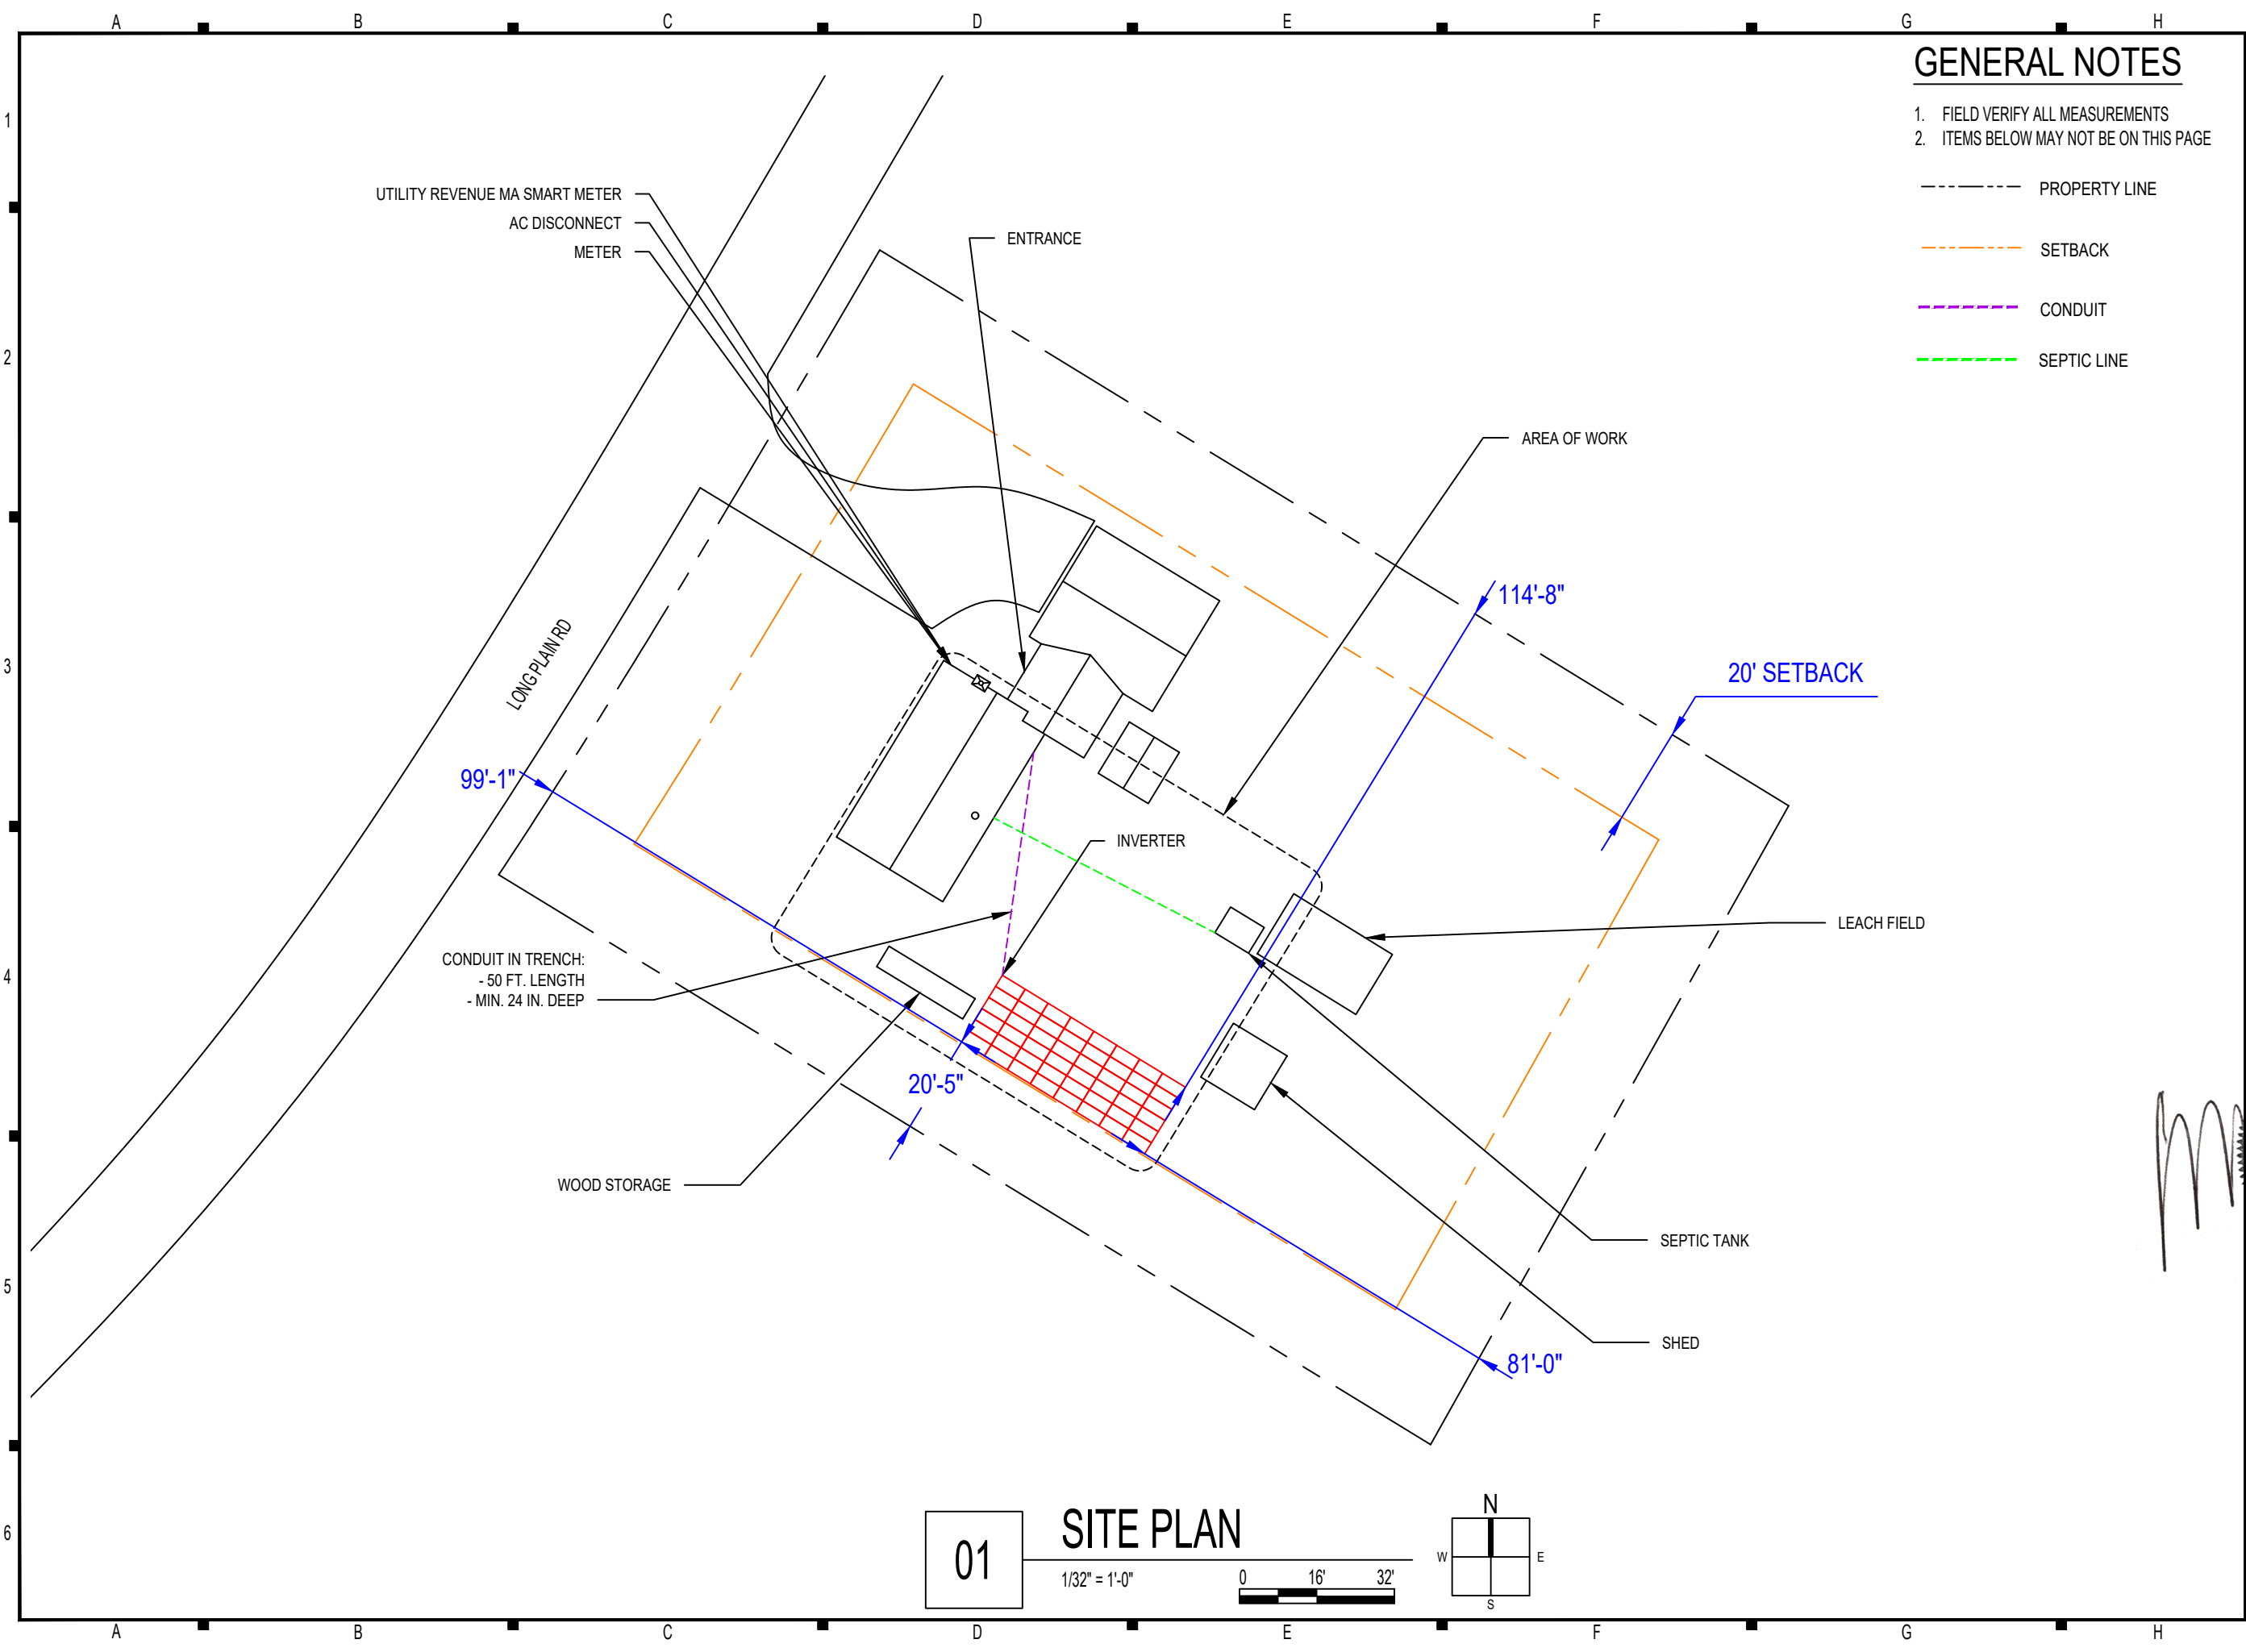 A B C D E F G H
GENERAL NOTES
1. FIELD VERIFY ALL MEASUREMENTS
2. ITEMS BELOW MAY NOT BE ON THIS PAGE
PROPERTY LINE
SETBACK
CONDUIT
SEPTIC LINE
1
2
3
4
5
6
UTILITY REVENUE MA SMART METER
AC DISCONNECT
METER
ENTRANCE
AREA OF WORK
114'-8"
20' SETBACK
LONG PLAIN RD
99'-1"
INVERTER
LEACH FIELD
CONDUIT IN TRENCH:
- 50 FT. LENGTH
- MIN. 24 IN. DEEP
20'-5"
WOOD STORAGE
SEPTIC TANK
SHED
81'-0"
01
SITE PLAN
1/32" = 1'-0"
0 16' 32'
N
W E
S
A B C D E F G H